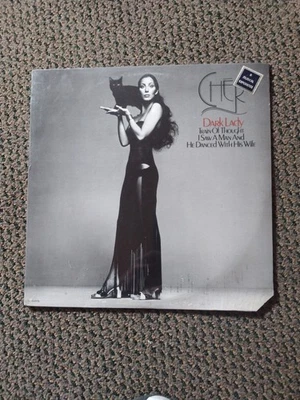 CHER
Dark Lady
Train Of Thought
I Saw A Man And
He Danced With His Wife